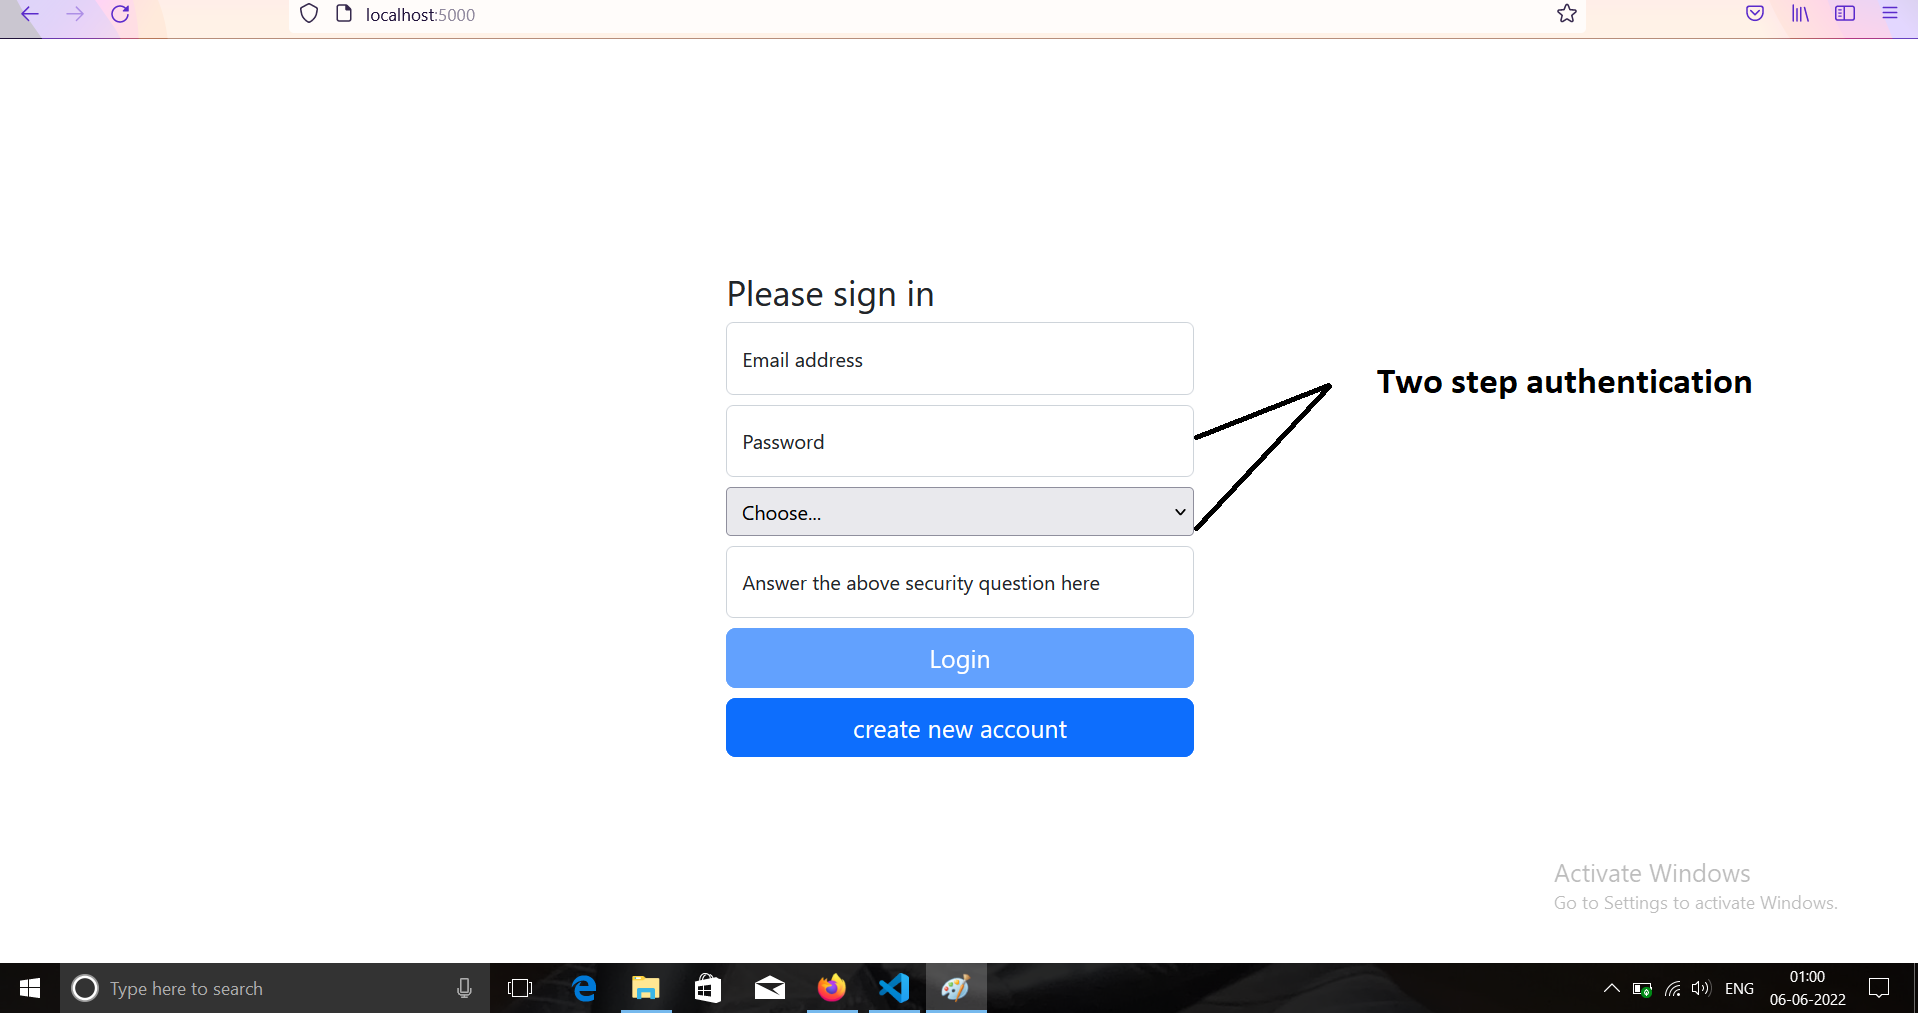 localhost:5000
Please sign in
Email address
Two step authentication
Password
Choose...
Answer the above security question here
Login
create new account
Activate Windows
Go to Settings to activate Windows.
Type here to search
ENG
01:00
06-06-2022